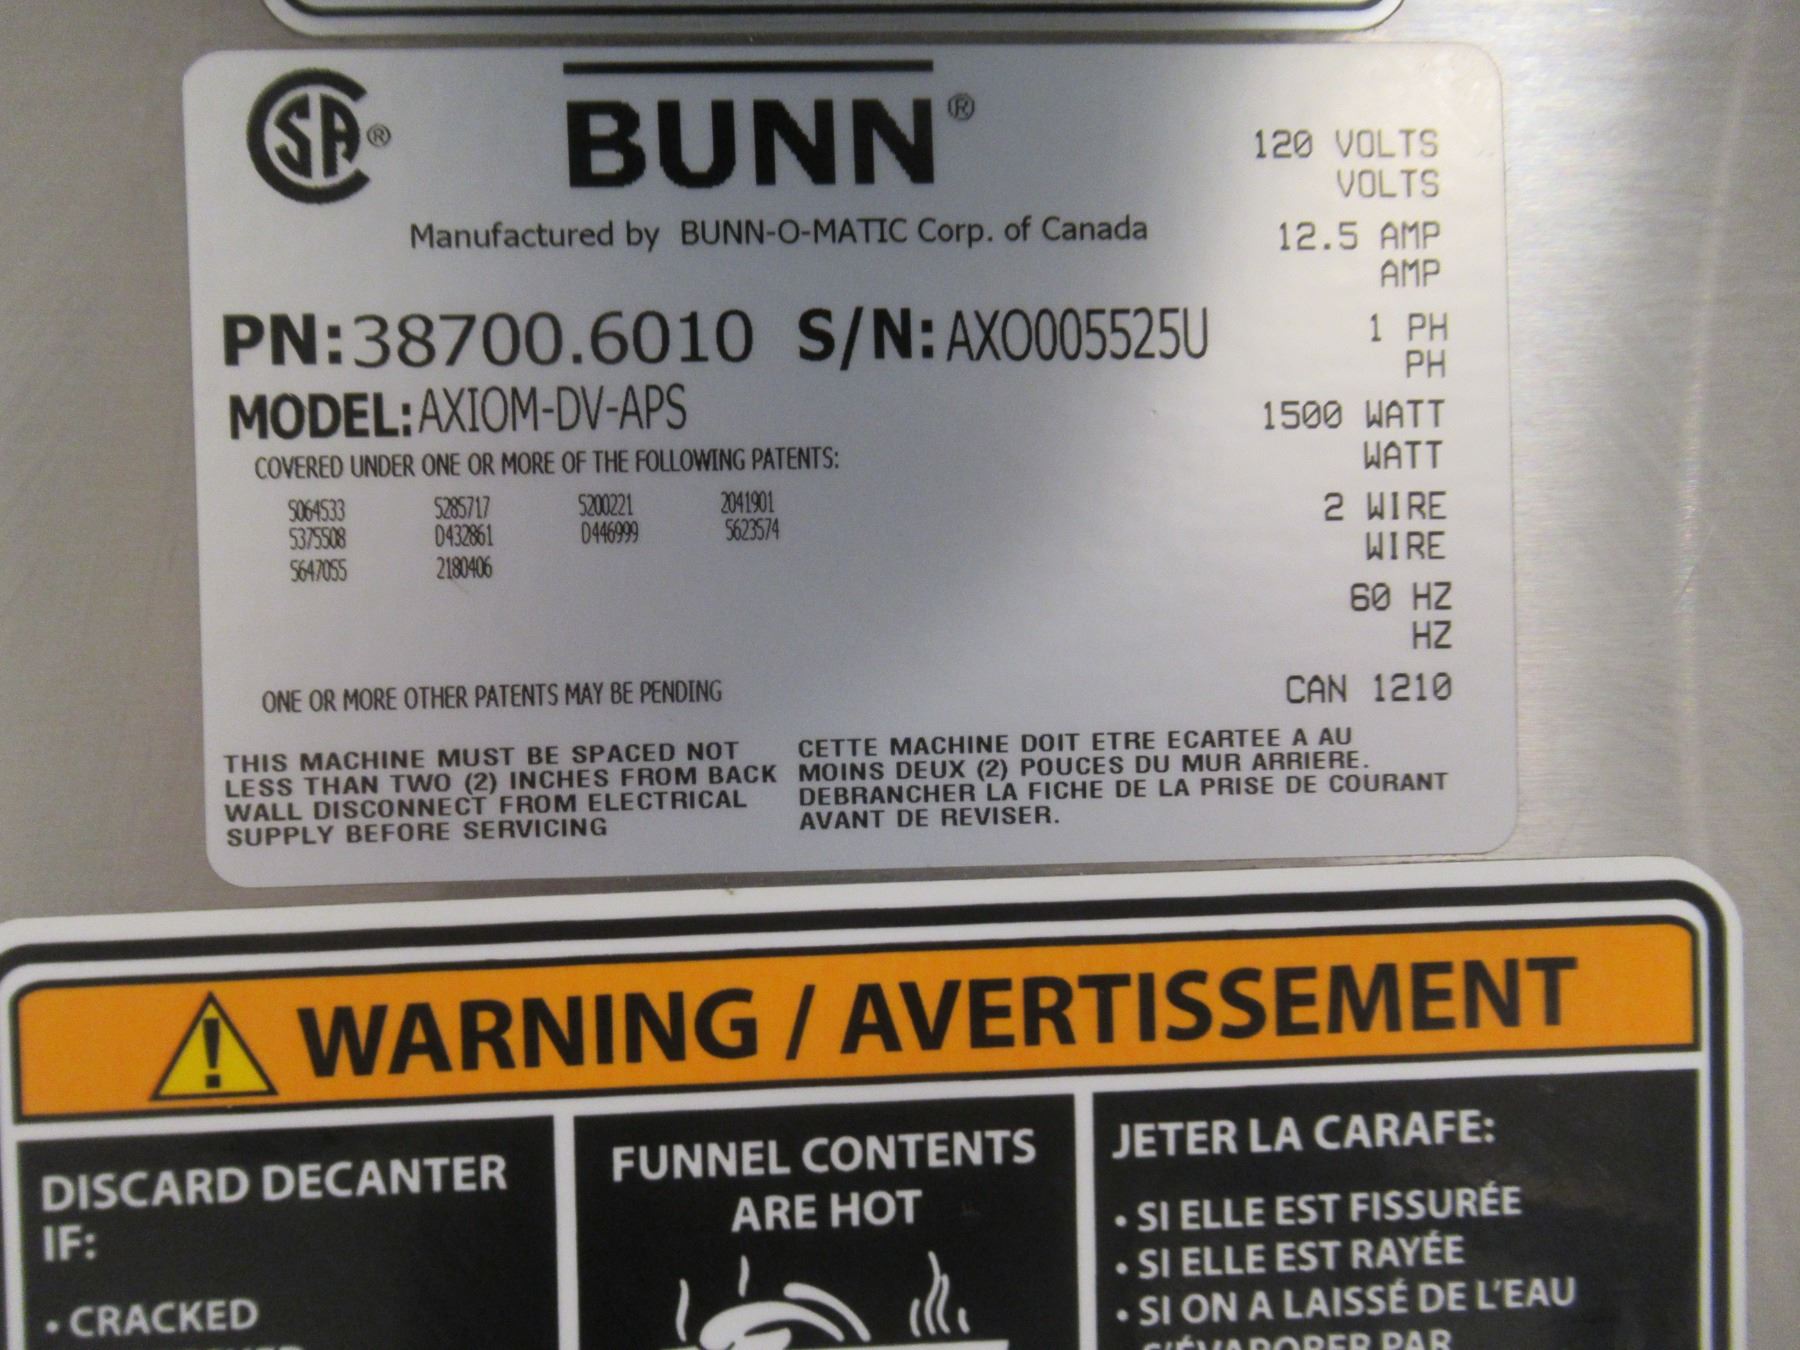 CSA®
BUNN®
Manufactured by BUNN-O-MATIC Corp. of Canada
PN:38700.6010 S/N:AXO005525U
MODEL:AXIOM-DV-APS
COVERED UNDER ONE OR MORE OF THE FOLLOWING PATENTS:
5064533 5285717 5200221 2041901
5375508 D432861 D446999 5623574
5647055 2180406
ONE OR MORE OTHER PATENTS MAY BE PENDING
120 VOLTS
VOLTS
12.5 AMP
AMP
1 PH
PH
1500 WATT
WATT
2 WIRE
WIRE
60 HZ
HZ
CAN 1210
THIS MACHINE MUST BE SPACED NOT
LESS THAN TWO (2) INCHES FROM BACK
WALL DISCONNECT FROM ELECTRICAL
SUPPLY BEFORE SERVICING
CETTE MACHINE DOIT ETRE ECARTEE A AU
MOINS DEUX (2) POUCES DU MUR ARRIERE.
DEBRANCHER LA FICHE DE LA PRISE DE COURANT
AVANT DE REVISER.
WARNING / AVERTISSEMENT
DISCARD DECANTER
IF:
• CRACKED
FUNNEL CONTENTS
ARE HOT
JETER LA CARAFE:
• SI ELLE EST FISSURÉE
• SI ELLE EST RAYÉE
• SI ON A LAISSÉ DE L'EAU
S'ÉVAPORER PAR